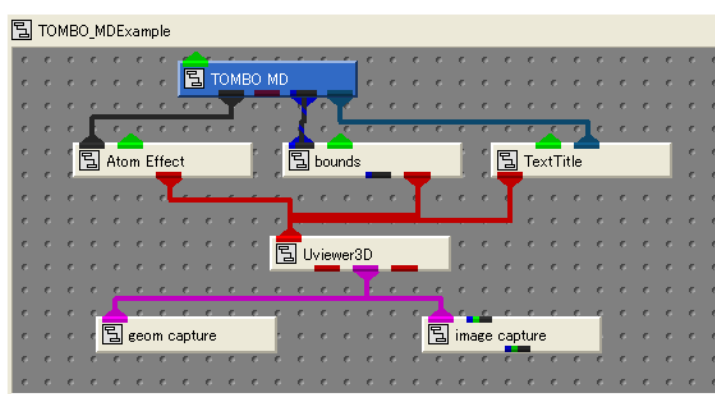 TOMBO_MDExample
TOMBO MD
Atom Effect
bounds
TextTitle
Uviewer3D
geom capture
image capture